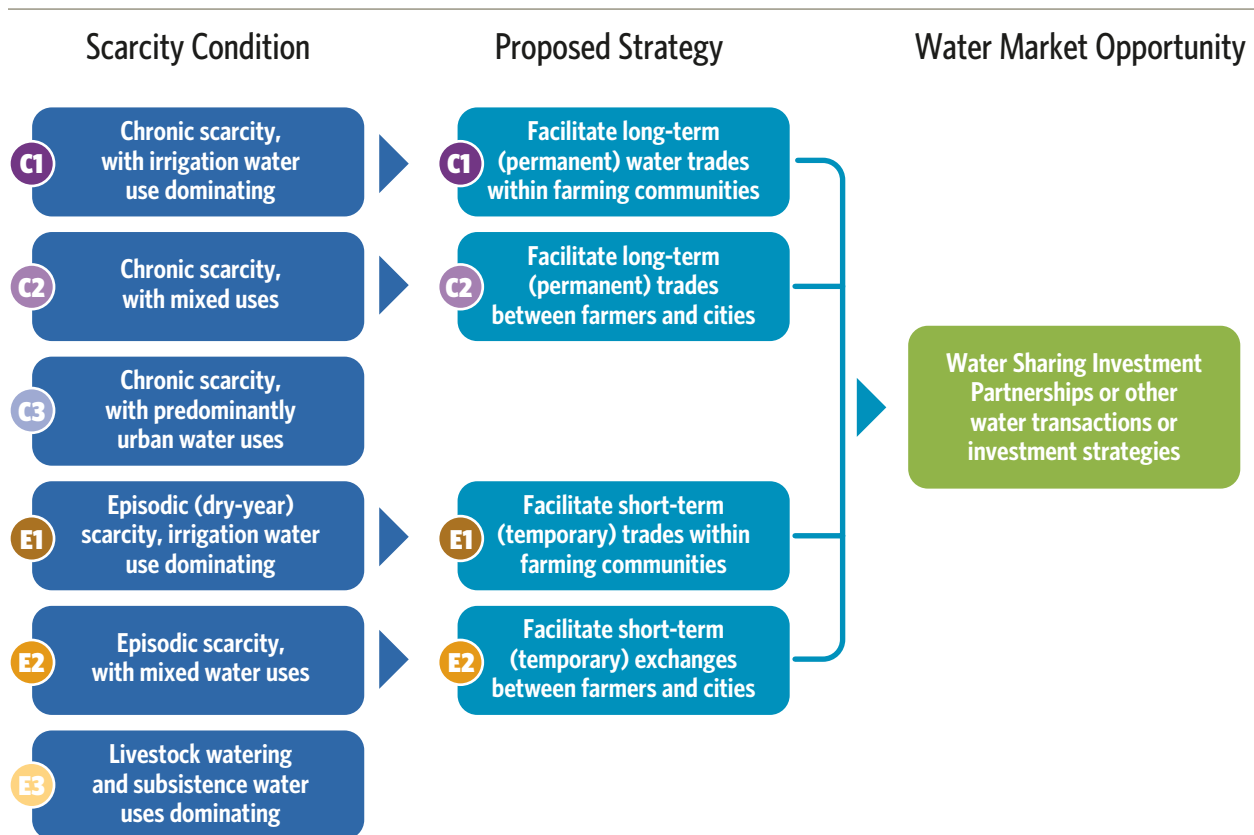 Scarcity Condition
Proposed Strategy
Water Market Opportunity
C1
Chronic scarcity,
with irrigation water
use dominating
C1
Facilitate long-term
(permanent) water trades
within farming communities
C2
Chronic scarcity,
with mixed uses
C2
Facilitate long-term
(permanent) trades
between farmers and cities
C3
Chronic scarcity,
with predominantly
urban water uses
Water Sharing Investment
Partnerships or other
water transactions or
investment strategies
E1
Episodic (dry-year)
scarcity, irrigation water
use dominating
E1
Facilitate short-term
(temporary) trades within
farming communities
E2
Episodic scarcity,
with mixed water uses
E2
Facilitate short-term
(temporary) exchanges
between farmers and cities
E3
Livestock watering
and subsistence water
uses dominating